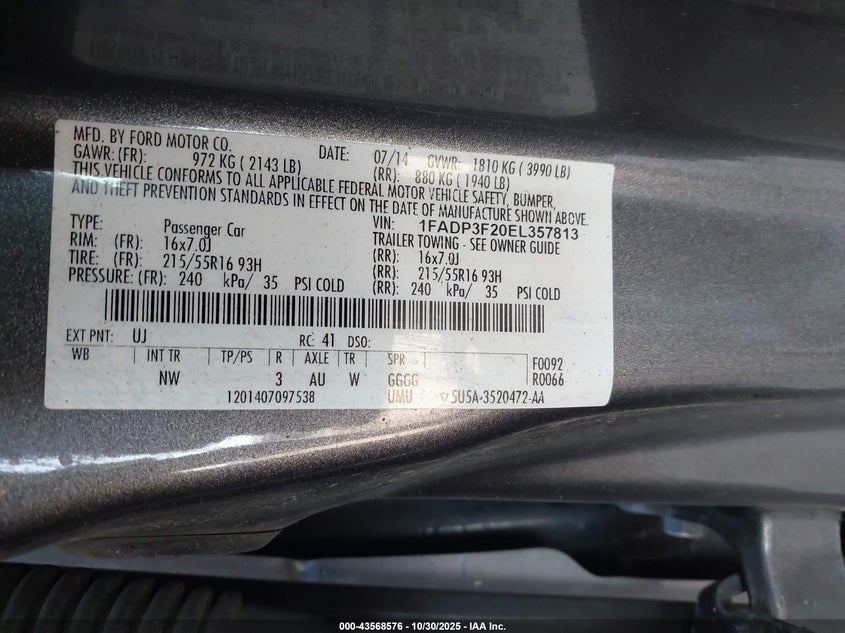 MFD. BY FORD MOTOR CO. DATE: 07/14 GVWR: 1810 KG ( 3990 LB)
GAWR: (FR): 972 KG ( 2143 LB) (RR): 880 KG ( 1940 LB)
THIS VEHICLE CONFORMS TO ALL APPLICABLE FEDERAL MOTOR VEHICLE SAFETY, BUMPER,
AND THEFT PREVENTION STANDARDS IN EFFECT ON THE DATE OF MANUFACTURE SHOWN ABOVE.
VIN: 1FADP3F20EL357813
TYPE: Passenger Car TRAILER TOWING - SEE OWNER GUIDE
RIM: (FR): 16x7.0J (RR): 16x7.0J
TIRE: (FR): 215/55R16 93H (RR): 215/55R16 93H
PRESSURE: (FR): 240 kPa/ 35 PSI COLD (RR): 240 kPa/ 35 PSI COLD
EXT PNT: UJ RC: 41 DSO:
WB INT TR TP/PS R AXLE TR SPR F0092
NW 3 AU W GGGG R0066
1201407097538 UMU 5U5A-3520472-AA
000-43568576 | 10/30/2025 - IAA Inc.